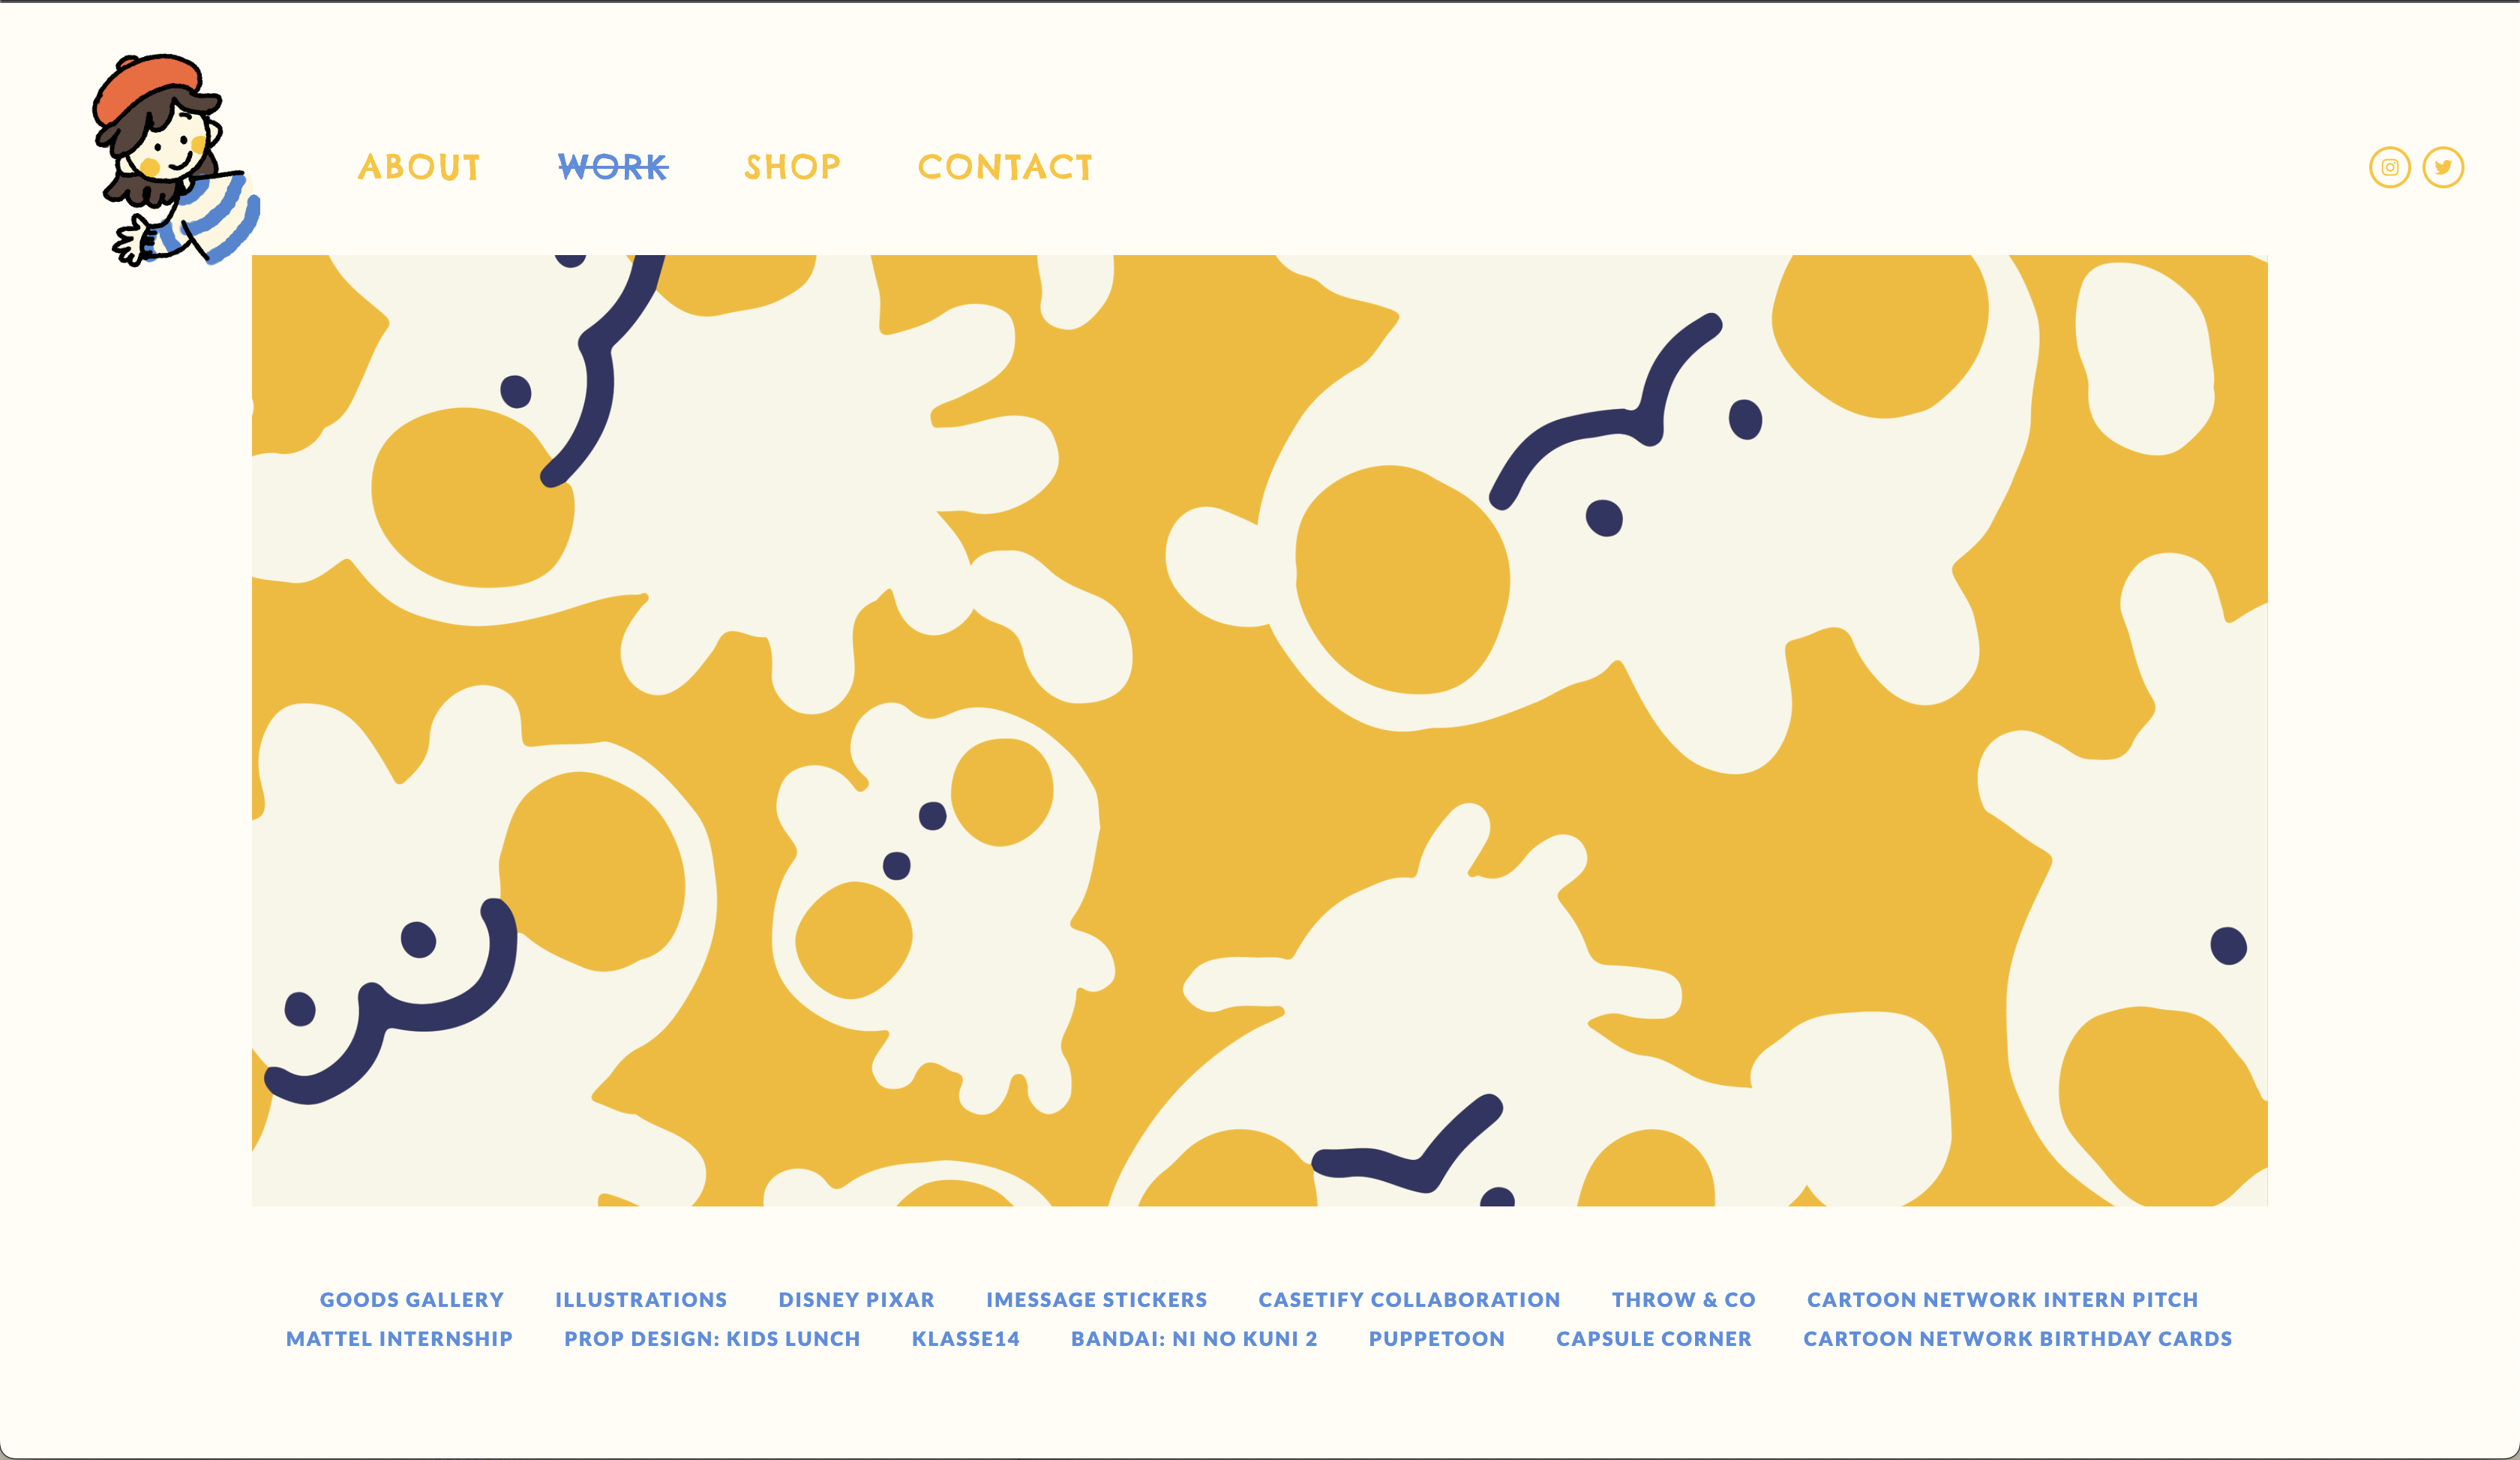 ABOUT WORK SHOP CONTACT
GOODS GALLERY ILLUSTRATIONS DISNEY PIXAR IMESSAGE STICKERS CASETIFY COLLABORATION THROW & CO CARTOON NETWORK INTERN PITCH
MATTEL INTERNSHIP PROP DESIGN: KIDS LUNCH KLASSE14 BANDAI: NI NO KUNI 2 PUPPETOON CAPSULE CORNER CARTOON NETWORK BIRTHDAY CARDS